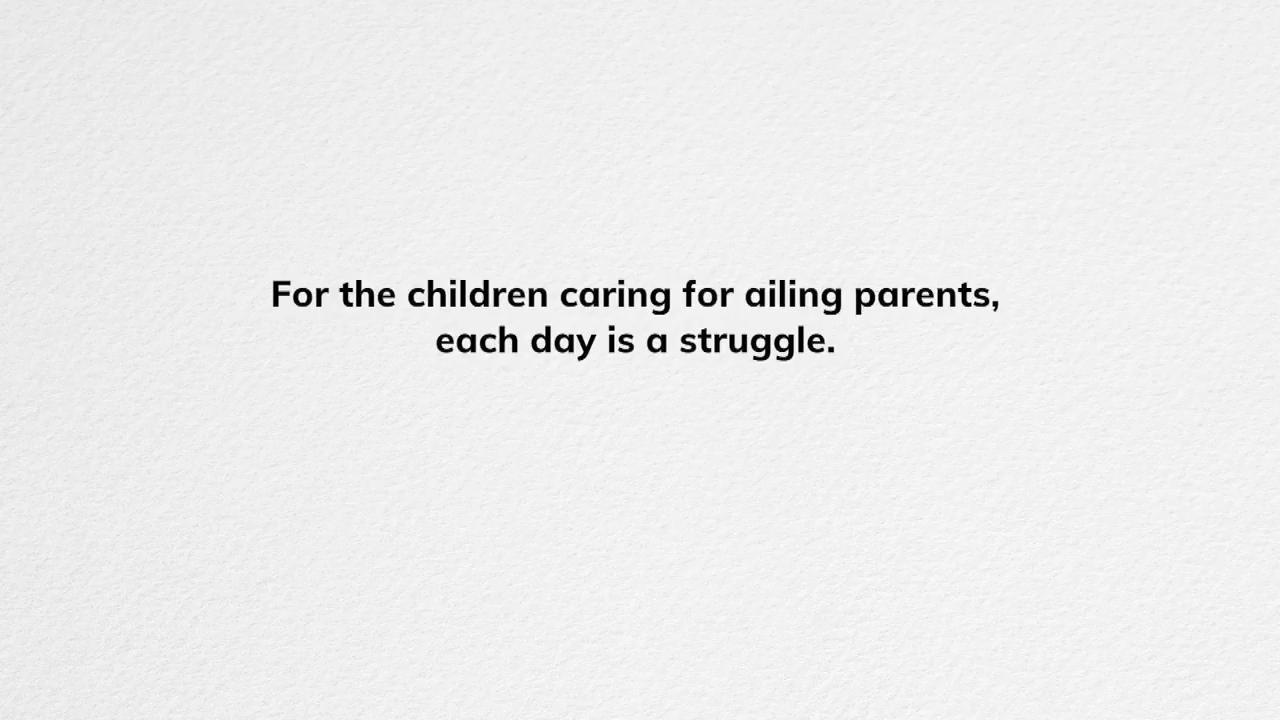 For the children caring for ailing parents,
each day is a struggle.